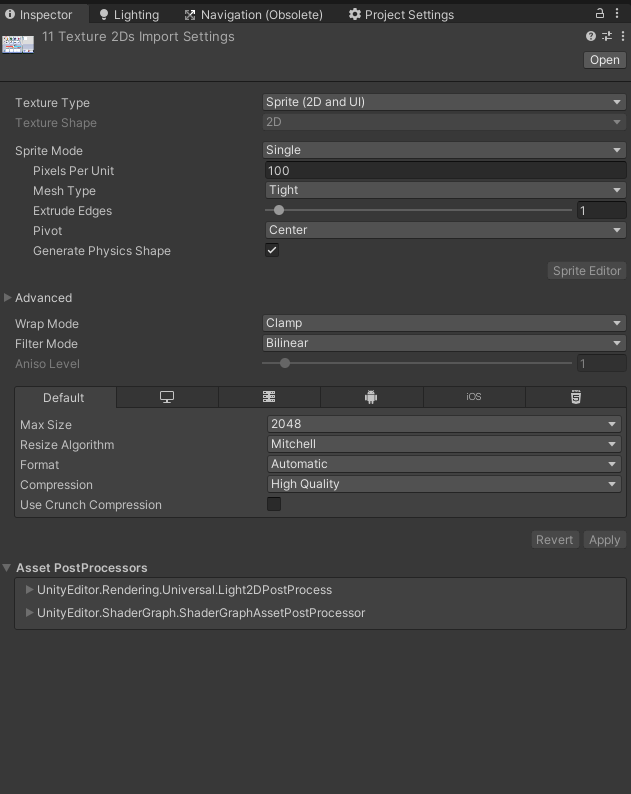 Inspector Lighting Navigation (Obsolete) Project Settings
11 Texture 2Ds Import Settings
Open
Texture Type Sprite (2D and UI)
Texture Shape 2D
Sprite Mode Single
Pixels Per Unit 100
Mesh Type Tight
Extrude Edges 1
Pivot Center
Generate Physics Shape
Sprite Editor
Advanced
Wrap Mode Clamp
Filter Mode Bilinear
Aniso Level 1
Default iOS
Max Size 2048
Resize Algorithm Mitchell
Format Automatic
Compression High Quality
Use Crunch Compression
Revert Apply
Asset PostProcessors
UnityEditor.Rendering.Universal.Light2DPostProcess
UnityEditor.ShaderGraph.ShaderGraphAssetPostProcessor